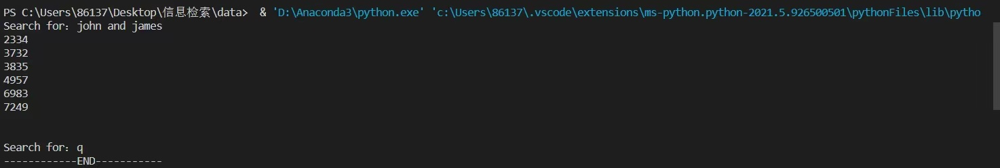 PS C:\Users\86137\Desktop\信息检索\data>  & 'D:\Anaconda3\python.exe' 'c:\Users\86137\.vscode\extensions\ms-python.python-2021.5.926500501\pythonFiles\lib\pytho
Search for: john and james
2334
3732
3835
4957
6983
7249
Search for: q
------------END-----------